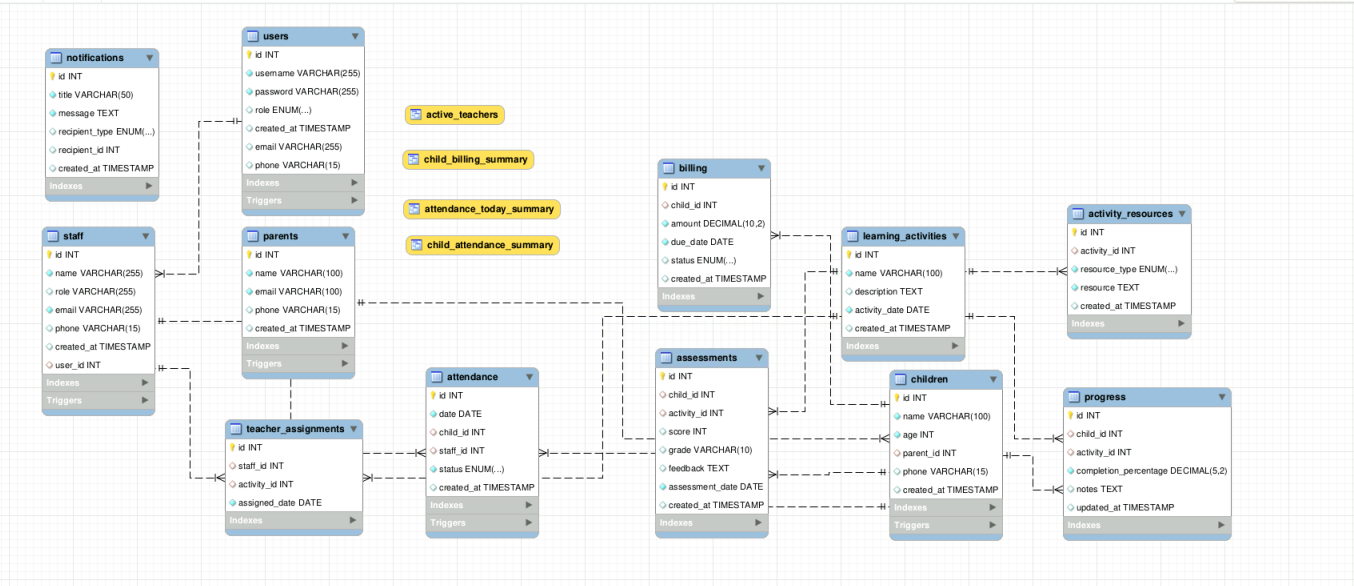 notifications
id INT
title VARCHAR(50)
message TEXT
recipient_type ENUM(...)
recipient_id INT
created_at TIMESTAMP
Indexes
users
id INT
username VARCHAR(255)
password VARCHAR(255)
role ENUM(...)
created_at TIMESTAMP
email VARCHAR(255)
phone VARCHAR(15)
Indexes
Triggers
active_teachers
child_billing_summary
attendance_today_summary
child_attendance_summary
staff
id INT
name VARCHAR(255)
role VARCHAR(255)
email VARCHAR(255)
phone VARCHAR(15)
created_at TIMESTAMP
user_id INT
Indexes
Triggers
parents
id INT
name VARCHAR(100)
email VARCHAR(100)
phone VARCHAR(15)
created_at TIMESTAMP
Indexes
Triggers
billing
id INT
child_id INT
amount DECIMAL(10,2)
due_date DATE
status ENUM(...)
created_at TIMESTAMP
Indexes
learning_activities
id INT
name VARCHAR(100)
description TEXT
activity_date DATE
created_at TIMESTAMP
Indexes
activity_resources
id INT
activity_id INT
resource_type ENUM(...)
resource TEXT
created_at TIMESTAMP
Indexes
teacher_assignments
id INT
staff_id INT
activity_id INT
assigned_date DATE
Indexes
attendance
id INT
date DATE
child_id INT
staff_id INT
status ENUM(...)
created_at TIMESTAMP
Indexes
Triggers
assessments
id INT
child_id INT
activity_id INT
score INT
grade VARCHAR(10)
feedback TEXT
assessment_date DATE
created_at TIMESTAMP
Indexes
children
id INT
name VARCHAR(100)
age INT
parent_id INT
phone VARCHAR(15)
created_at TIMESTAMP
Indexes
Triggers
progress
id INT
child_id INT
activity_id INT
completion_percentage DECIMAL(5,2)
notes TEXT
updated_at TIMESTAMP
Indexes